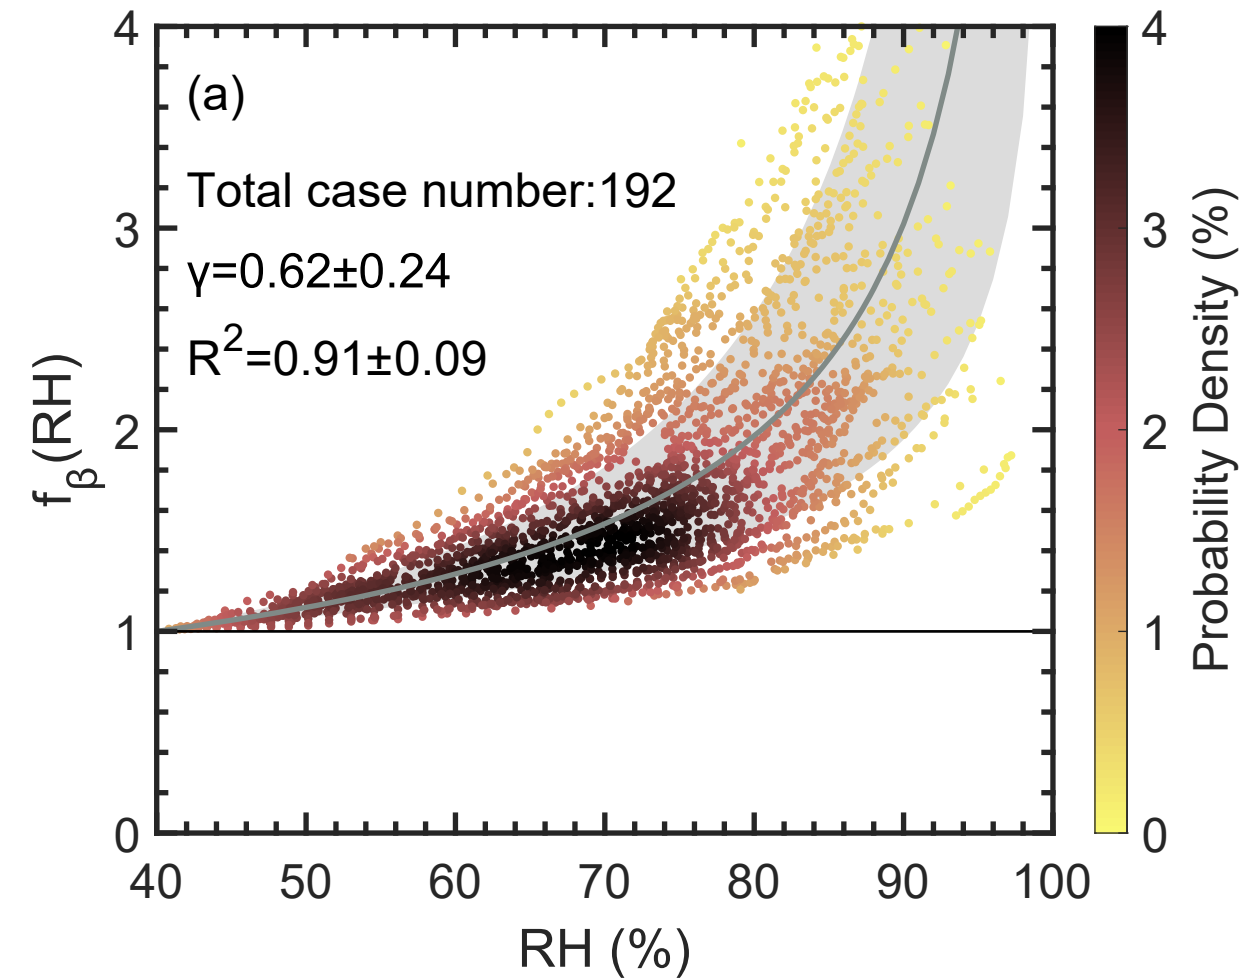 (a)
Total case number:192
γ=0.62±0.24
R²=0.91±0.09
fᵦ(RH)
4
3
2
1
0
40 50 60 70 80 90 100
RH (%)
4
3
2
1
0
Probability Density (%)